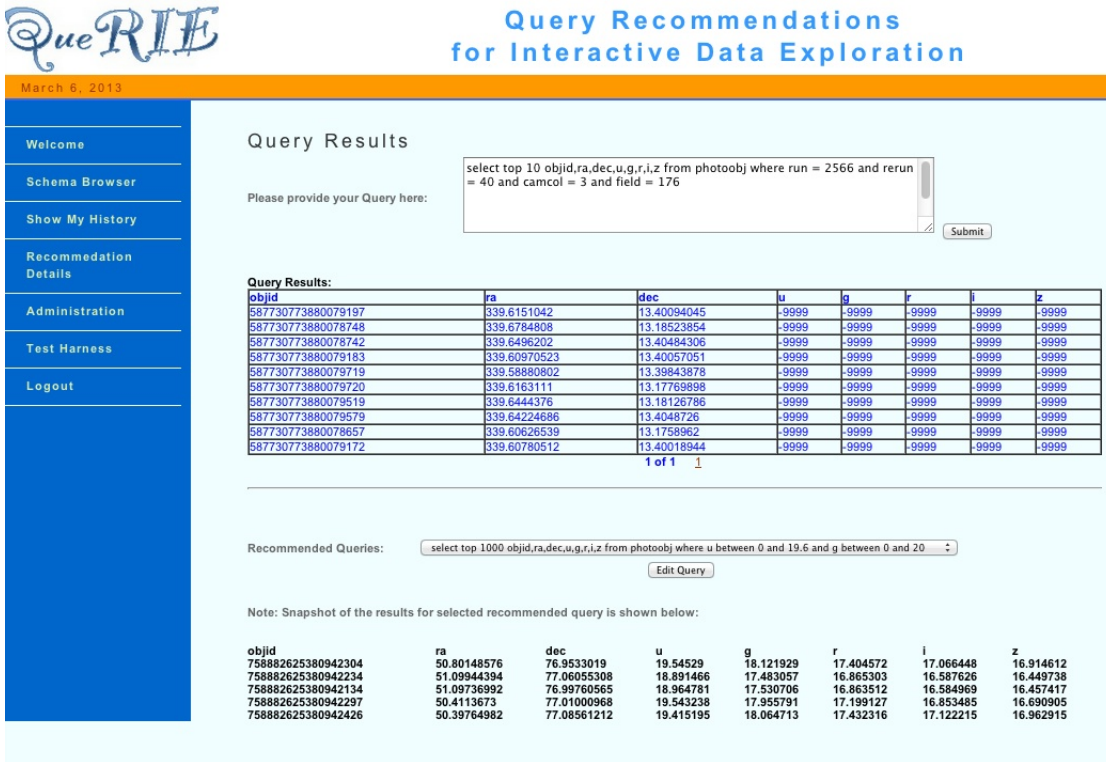 QueRIE
Query Recommendations
for Interactive Data Exploration
March 6, 2013
Welcome
Schema Browser
Show My History
Recommedation
Details
Administration
Test Harness
Logout
Query Results
Please provide your Query here:
select top 10 objid,ra,dec,u,g,r,i,z from photoobj where run = 2566 and rerun
= 40 and camcol = 3 and field = 176
Submit
Query Results:
objid ra dec u g r i z
587730773880079197 339.6151042 13.40094045 -9999 -9999 -9999 -9999 -9999
587730773880078748 339.6784808 13.18523854 -9999 -9999 -9999 -9999 -9999
587730773880078742 339.6496202 13.40484306 -9999 -9999 -9999 -9999 -9999
587730773880079183 339.60970523 13.40057051 -9999 -9999 -9999 -9999 -9999
587730773880079719 339.58880802 13.39843878 -9999 -9999 -9999 -9999 -9999
587730773880079720 339.6163111 13.17769898 -9999 -9999 -9999 -9999 -9999
587730773880079519 339.6444376 13.18126786 -9999 -9999 -9999 -9999 -9999
587730773880079579 339.64224686 13.4048726 -9999 -9999 -9999 -9999 -9999
587730773880078657 339.60626539 13.1758962 -9999 -9999 -9999 -9999 -9999
587730773880079172 339.60780512 13.40018944 -9999 -9999 -9999 -9999 -9999
1 of 1 1
Recommended Queries:
select top 1000 objid,ra,dec,u,g,r,i,z from photoobj where u between 0 and 19.6 and g between 0 and 20
Edit Query
Note: Snapshot of the results for selected recommended query is shown below:
objid ra dec u g r i z
758882625380942304 50.80148576 76.9533019 19.54529 18.121929 17.404572 17.066448 16.914612
758882625380942234 51.09944394 77.06055308 18.891466 17.483057 16.865303 16.587626 16.449738
758882625380942134 51.09736992 76.99760565 18.964781 17.530706 16.863512 16.584969 16.457417
758882625380942297 50.4113673 77.01000968 19.543238 17.955791 17.199127 16.853485 16.690905
758882625380942426 50.39764982 77.08561212 19.415195 18.064713 17.432316 17.122215 16.962915